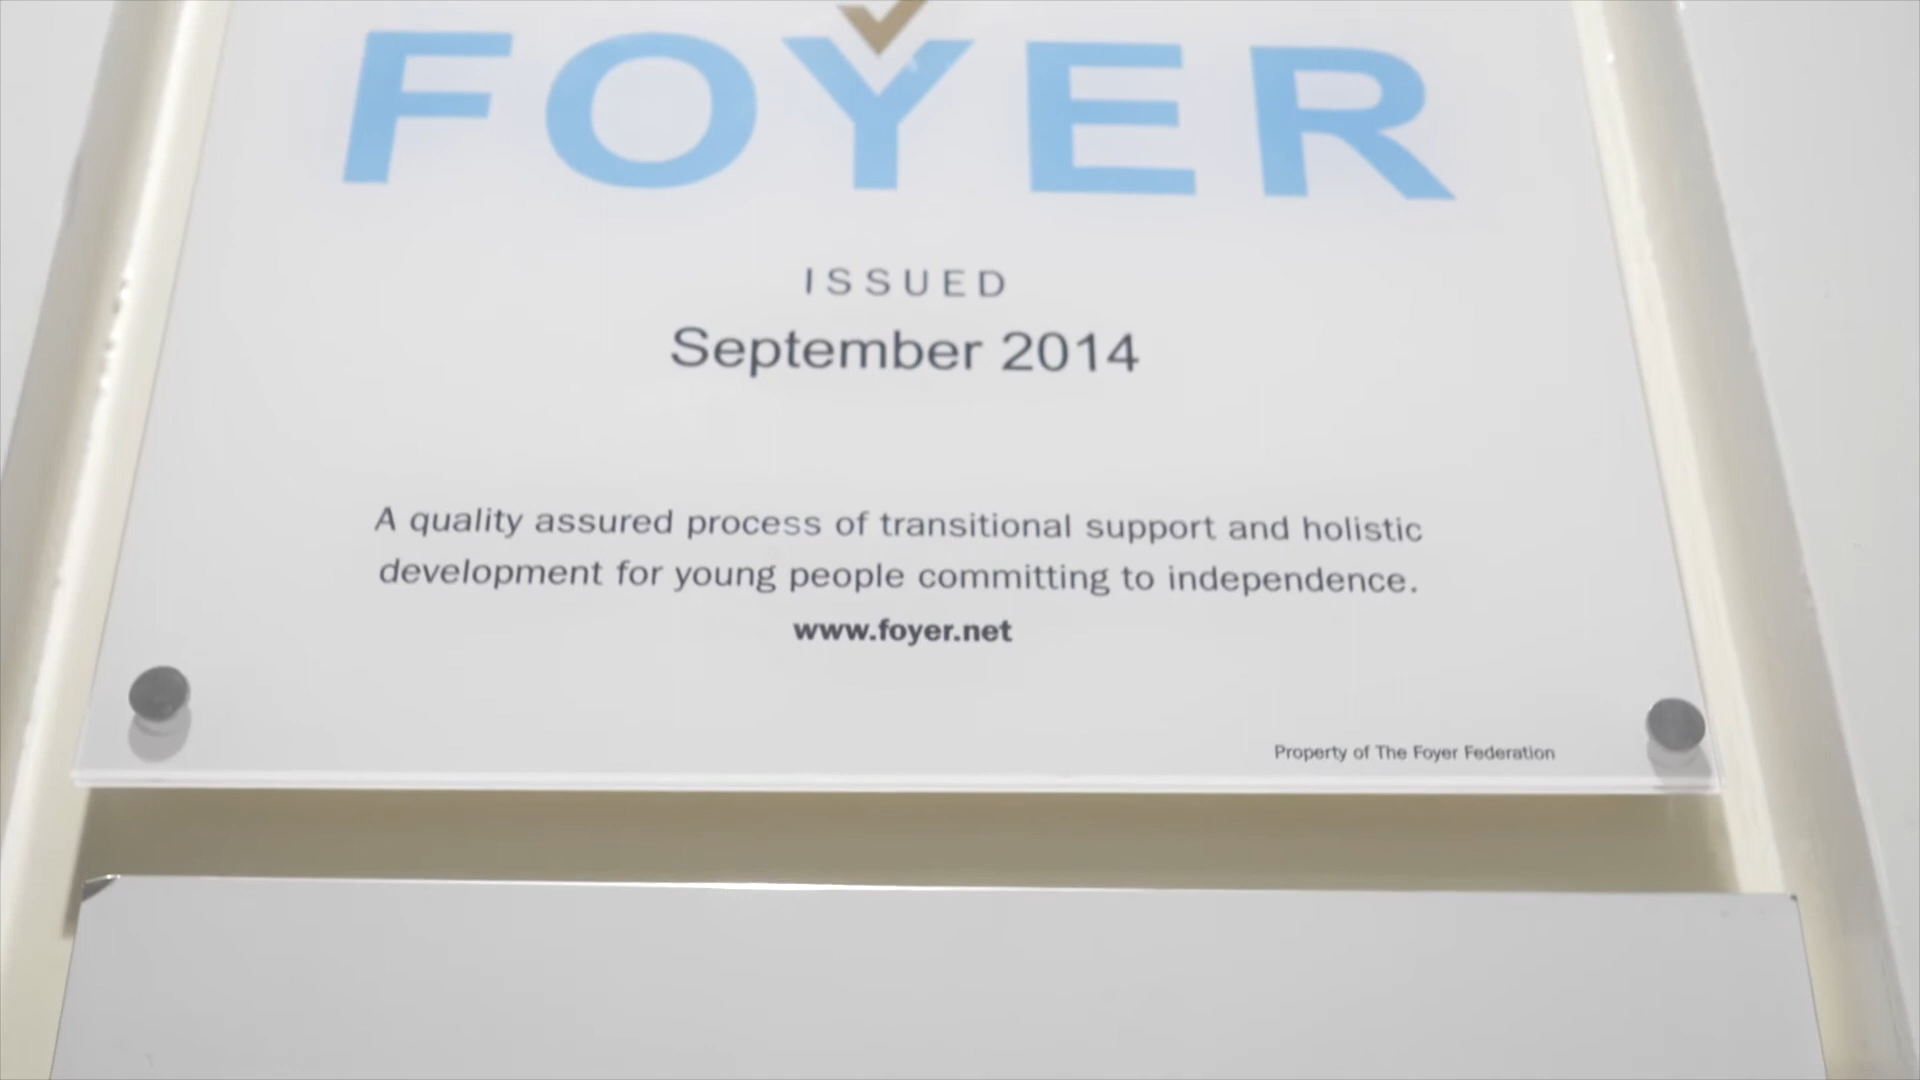 FOYER
ISSUED
September 2014
A quality assured process of transitional support and holistic
development for young people committing to independence.
www.foyer.net
Property of The Foyer Federation